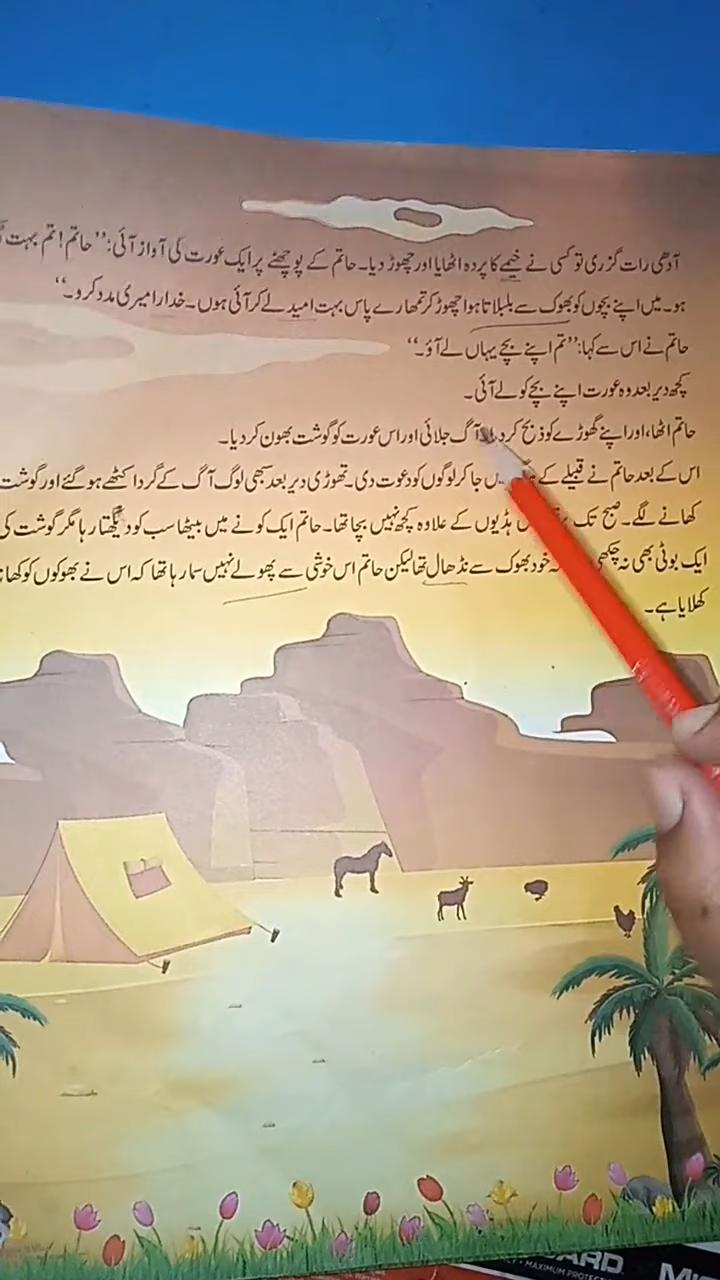 آدھی رات گزری تو کسی نے خیمے کا پردہ اٹھایا اور چھوڑ دیا۔ حاتم کے پوچھنے پر ایک عورت کی آواز آئی: ’’حاتم! تم بہت
ہو۔ میں اپنے بچوں کو بھوک سے بلبلاتا ہوا چھوڑ کر تمھارے پاس بہت امید لے کر آئی ہوں۔ خدارا میری مدد کرو۔‘‘
حاتم نے اس سے کہا: ’’تم اپنے بچے یہاں لے آؤ۔‘‘
کچھ دیر بعد وہ عورت اپنے بچے کو لے آئی۔
حاتم اٹھا، اور اپنے گھوڑے کو ذبح کر دیا۔ آگ جلائی اور اس عورت کو گوشت بھون کر دیا۔
اس کے بعد حاتم نے قبیلے کے جا کر لوگوں کو دعوت دی۔ تھوڑی دیر بعد سبھی لوگ آگ کے گرد اکٹھے ہو گئے اور گوشت
کھانے لگے۔ صبح تک ہڈیوں کے علاوہ کچھ نہیں بچا تھا۔ حاتم ایک کونے میں بیٹھا سب کو دیکھتا رہا مگر گوشت کی
ایک بوٹی بھی نہ چکھی خود بھوک سے نڈھال تھا لیکن حاتم اس خوشی سے پھولے نہیں سما رہا تھا کہ اس نے بھوکوں کو کھانا
کھلایا ہے۔
MAXIMUM